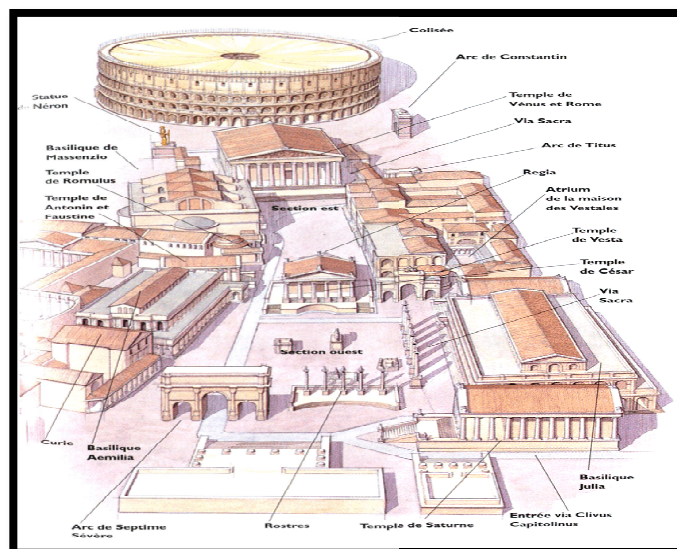 Colisée
Arc de Constantin
Statue
de Néron
Temple de
Vénus et Rome
Via Sacra
Basilique de
Massenzio
Arc de Titus
Temple
de Romulus
Regia
Temple de
Antonin et
Faustine
Atrium
de la maison
des Vestales
Section est
Temple
de Vesta
Temple
de César
Via
Sacra
Section ouest
Curie
Basilique
Aemilia
Basilique
Julia
Arc de Septime
Sévère
Rostres
Temple de Saturne
Entrée via Clivus
Capitolinus